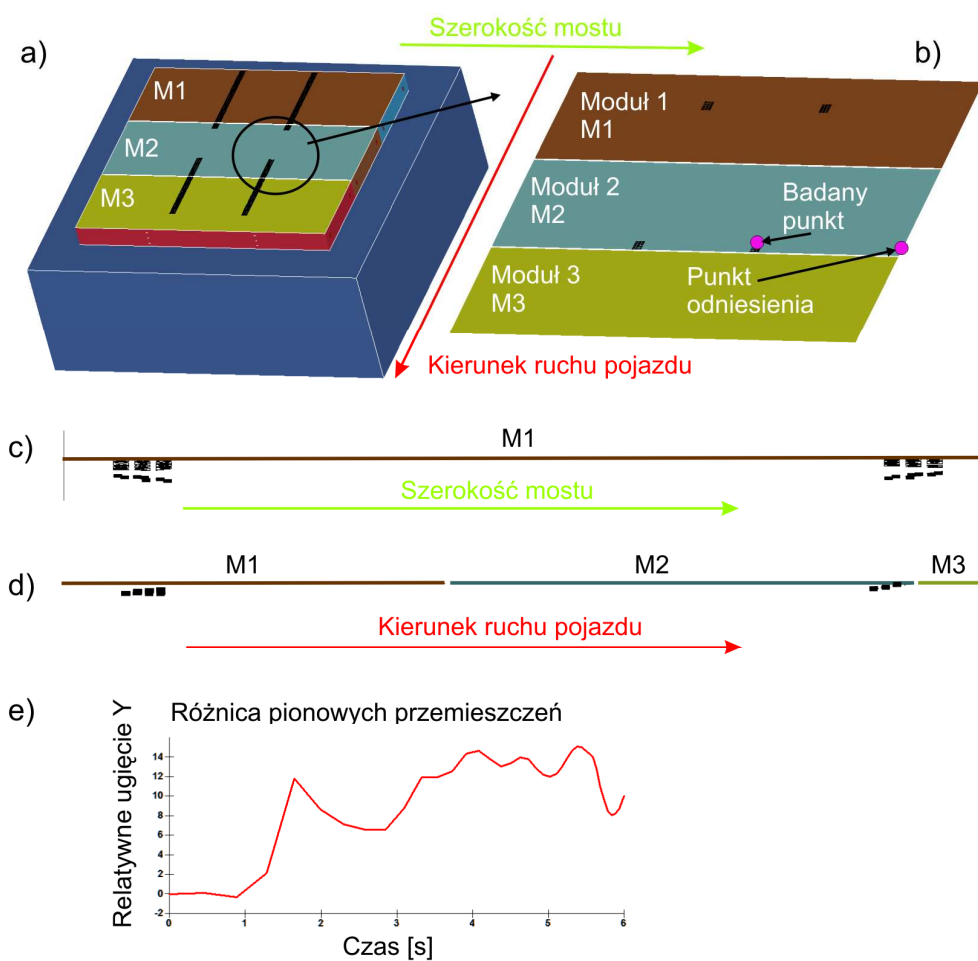 a)
Szerokość mostu
b)
M1
M2
M3
Moduł 1
M1
Moduł 2
M2
Badany
punkt
Moduł 3
M3
Punkt
odniesienia
Kierunek ruchu pojazdu
c)
M1
Szerokość mostu
d)
M1
M2
M3
Kierunek ruchu pojazdu
e)
Różnica pionowych przemieszczeń
Relatywne ugięcie Y
14
12
10
8
6
4
2
0
-2
0 1 2 3 4 5 6
Czas [s]